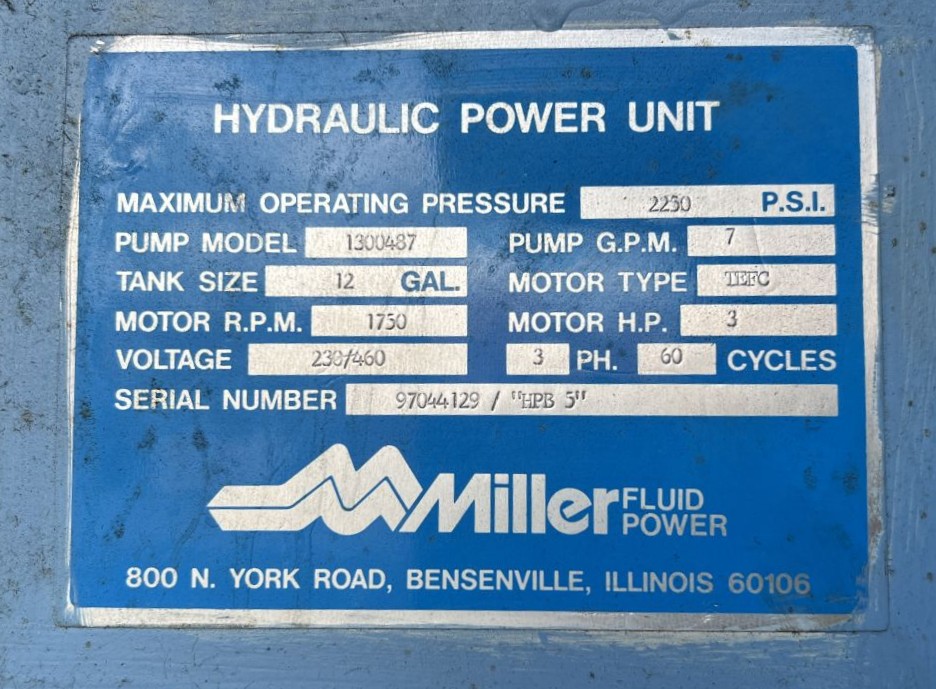 HYDRAULIC POWER UNIT
MAXIMUM OPERATING PRESSURE 2250 P.S.I.
PUMP MODEL 1300487 PUMP G.P.M. 7
TANK SIZE 12 GAL. MOTOR TYPE TEFC
MOTOR R.P.M. 1750 MOTOR H.P. 3
VOLTAGE 230/460 3 PH. 60 CYCLES
SERIAL NUMBER 97044129 / "HPB 5"
Miller FLUID POWER
800 N. YORK ROAD, BENSENVILLE, ILLINOIS 60106